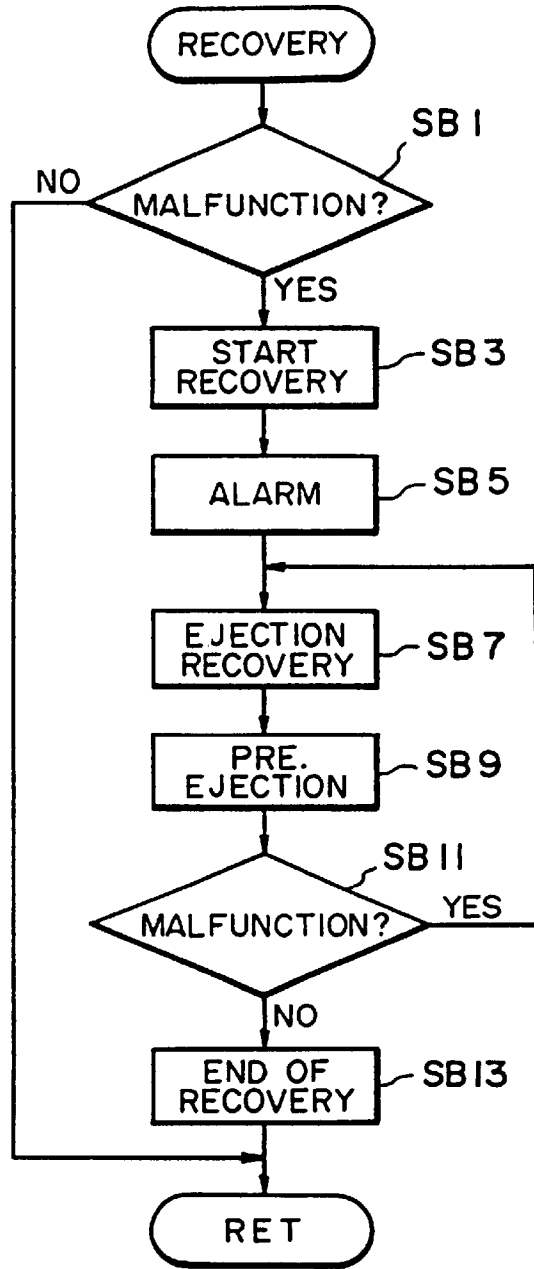 RECOVERY
SB1
NO
MALFUNCTION?
YES
START
RECOVERY
SB3
ALARM
SB5
EJECTION
RECOVERY
SB7
PRE.
EJECTION
SB9
SB11
MALFUNCTION?
YES
NO
END OF
RECOVERY
SB13
RET